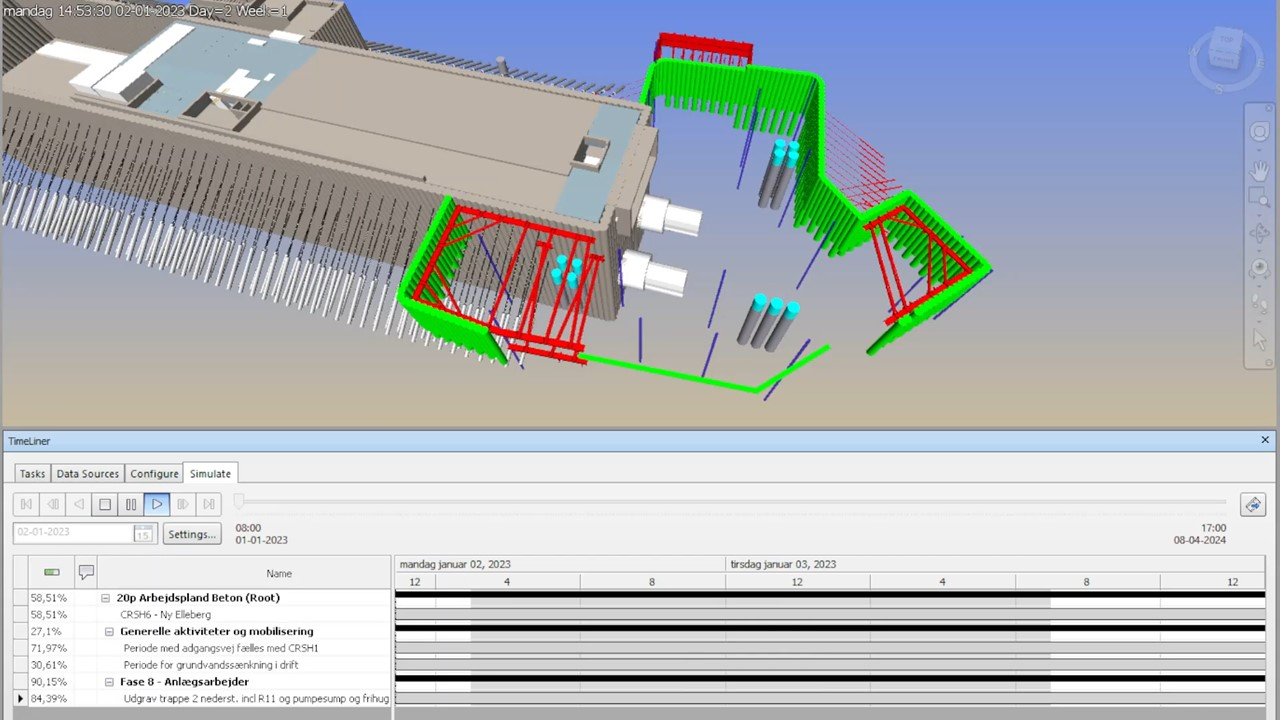 mandag 14:53:30 02-01-2023 Day=2 Week=1
TimeLiner
Tasks Data Sources Configure Simulate
02-01-2023 15 Settings...
08:00 17:00
01-01-2023 08-04-2024
Name
mandag januar 02, 2023 tirsdag januar 03, 2023
12 4 8 12 4 8 12
58,51% 20p Arbejdspland Beton (Root)
58,51% CRSH6 - Ny Elleberg
27,1% Generelle aktiviteter og mobilisering
71,97% Periode med adgangsvej fælles med CRSH1
30,61% Periode for grundvandssænkning i drift
90,15% Fase 8 - Anlægsarbejder
84,39% Udgrav trappe 2 nederst. incl R11 og pumpesump og frihug